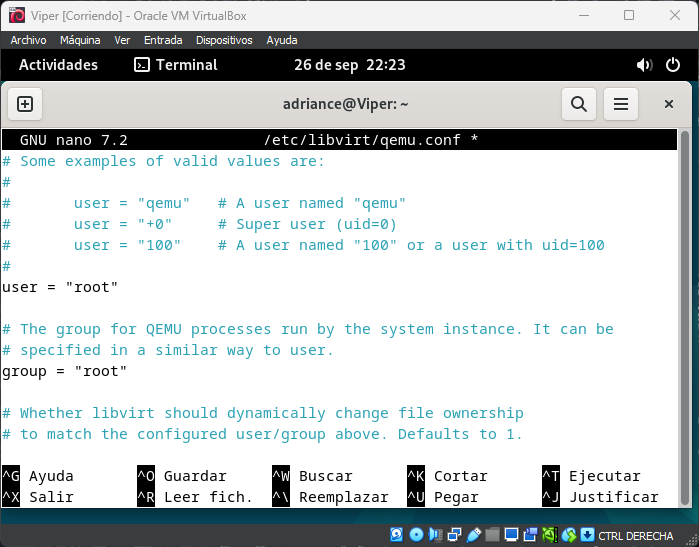 Viper [Corriendo] - Oracle VM VirtualBox
Archivo Máquina Ver Entrada Dispositivos Ayuda
Actividades Terminal 26 de sep 22:23
adriance@Viper: ~
GNU nano 7.2 /etc/libvirt/qemu.conf *
# Some examples of valid values are:
#
# user = "qemu" # A user named "qemu"
# user = "+0" # Super user (uid=0)
# user = "100" # A user named "100" or a user with uid=100
#
user = "root"
# The group for QEMU processes run by the system instance. It can be
# specified in a similar way to user.
group = "root"
# Whether libvirt should dynamically change file ownership
# to match the configured user/group above. Defaults to 1.
^G Ayuda ^O Guardar ^W Buscar ^K Cortar ^T Ejecutar
^X Salir ^R Leer fich. ^\ Reemplazar ^U Pegar ^J Justificar
CTRL DERECHA